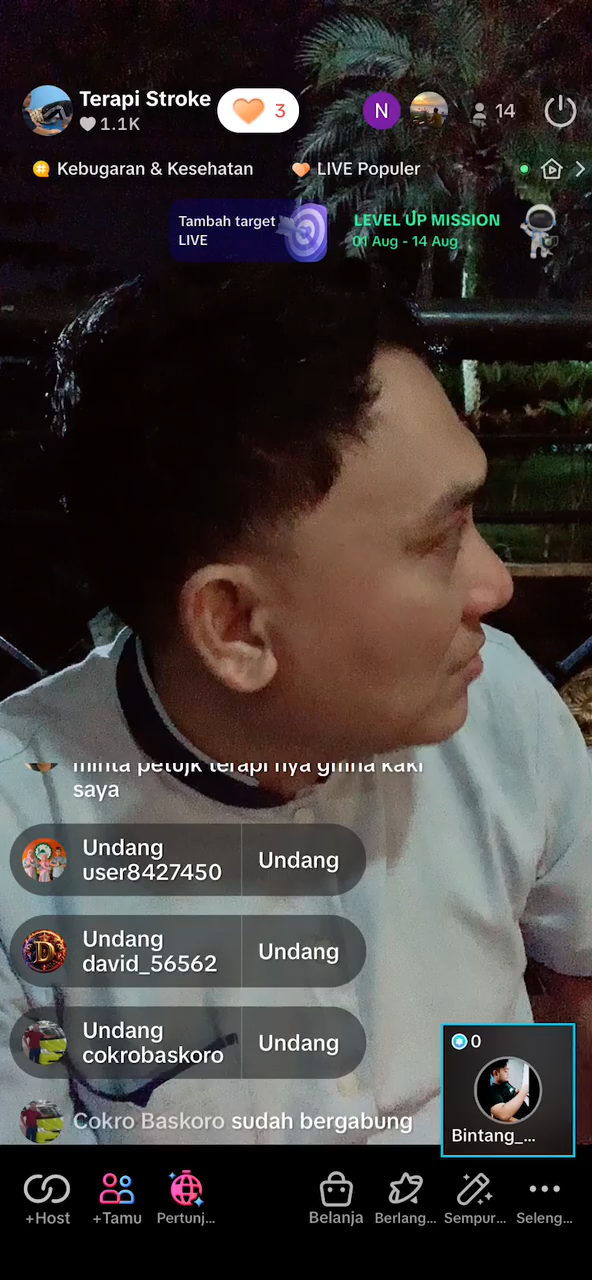 Terapi Stroke
1.1K
3
N
14
Kebugaran & Kesehatan
LIVE Populer
Tambah target
LIVE
LEVEL UP MISSION
01 Aug - 14 Aug
minta petujk terapi nya gmna kaki
saya
Undang
user8427450
Undang
Undang
david_56562
Undang
Undang
cokrobaskoro
Undang
Cokro Baskoro sudah bergabung
0
Bintang_...
+Host
+Tamu
Pertunj...
Belanja
Berlang...
Sempur...
Seleng...